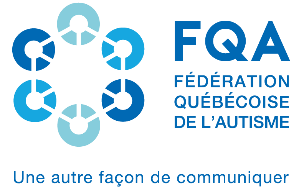 FQA
FÉDÉRATION
QUÉBÉCOISE
DE L'AUTISME
Une autre façon de communiquer